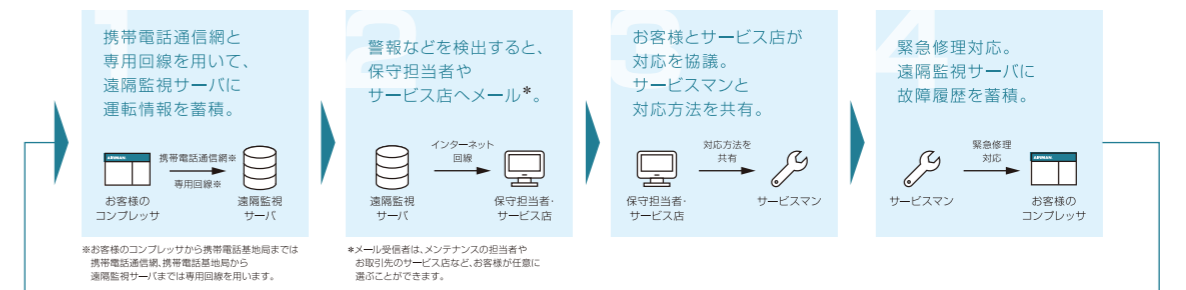 1
携帯電話通信網と
専用回線を用いて、
遠隔監視サーバに
運転情報を蓄積。
AIRMAN
携帯電話通信網※
専用回線※
お客様の
コンプレッサ
遠隔監視
サーバ
※お客様のコンプレッサから携帯電話基地局までは
携帯電話通信網、携帯電話基地局から
遠隔監視サーバまでは専用回線を用います。
2
警報などを検出すると、
保守担当者や
サービス店へメール*。
インターネット
回線
遠隔監視
サーバ
保守担当者・
サービス店
*メール受信者は、メンテナンスの担当者や
お取引先のサービス店など、お客様が任意に
選ぶことができます。
3
お客様とサービス店が
対応を協議。
サービスマンと
対応方法を共有。
対応方法を
共有
保守担当者・
サービス店
サービスマン
4
緊急修理対応。
遠隔監視サーバに
故障履歴を蓄積。
緊急修理
対応
AIRMAN
サービスマン
お客様の
コンプレッサ